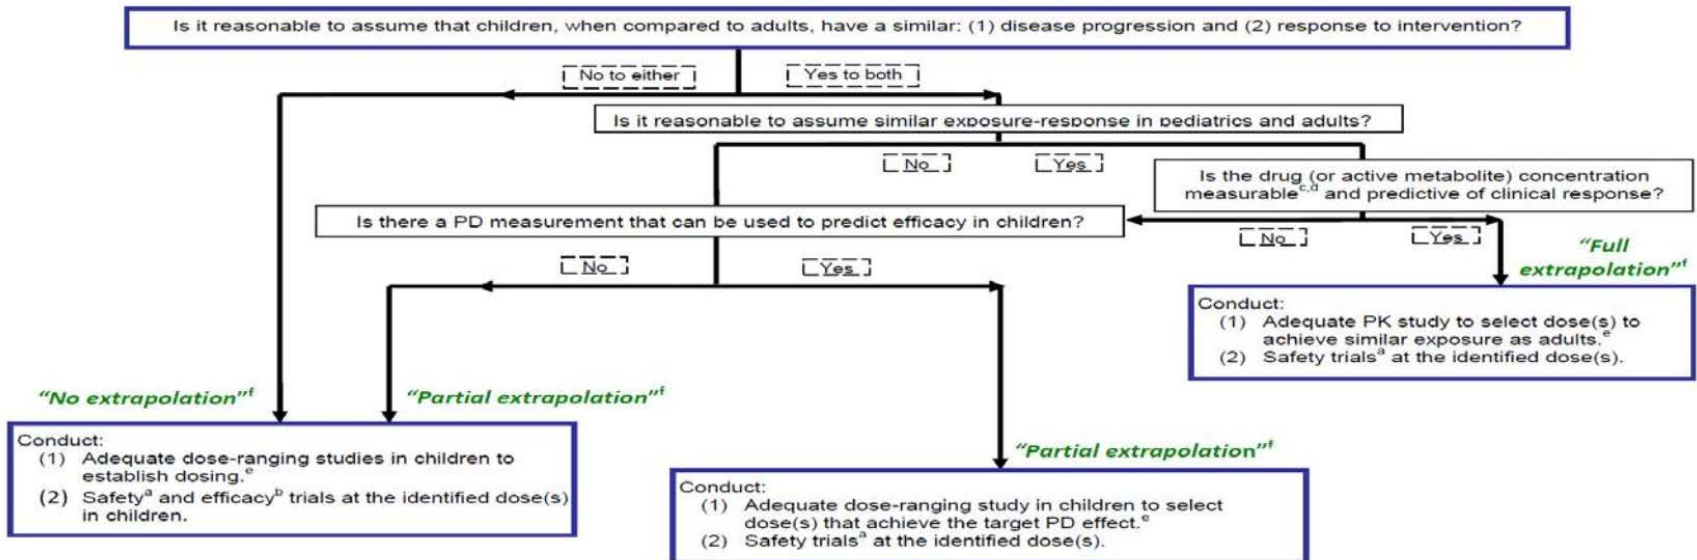 Is it reasonable to assume that children, when compared to adults, have a similar: (1) disease progression and (2) response to intervention?
No to either
Yes to both
Is it reasonable to assume similar exposure-response in pediatrics and adults?
No
Yes
Is the drug (or active metabolite) concentration
measurable^c,d and predictive of clinical response?
Is there a PD measurement that can be used to predict efficacy in children?
No
Yes
"Full
extrapolation"^f
No
Yes
Conduct:
(1) Adequate PK study to select dose(s) to
achieve similar exposure as adults.^e
(2) Safety trials^a at the identified dose(s).
"No extrapolation"^f
"Partial extrapolation"^f
Conduct:
(1) Adequate dose-ranging studies in children to
establish dosing.^e
(2) Safety^a and efficacy^b trials at the identified dose(s)
in children.
"Partial extrapolation"^f
Conduct:
(1) Adequate dose-ranging study in children to select
dose(s) that achieve the target PD effect.^e
(2) Safety trials^a at the identified dose(s).